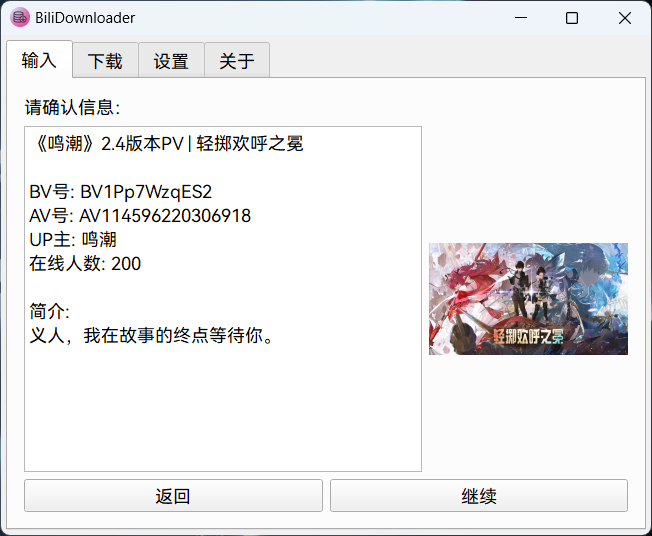 BiliDownloader
输入 下载 设置 关于
请确认信息:
《鸣潮》2.4版本PV | 轻掷欢呼之冕
BV号: BV1Pp7WzqES2
AV号: AV114596220306918
UP主: 鸣潮
在线人数: 200
简介:
义人，我在故事的终点等待你。
轻掷欢呼之冕
返回 继续